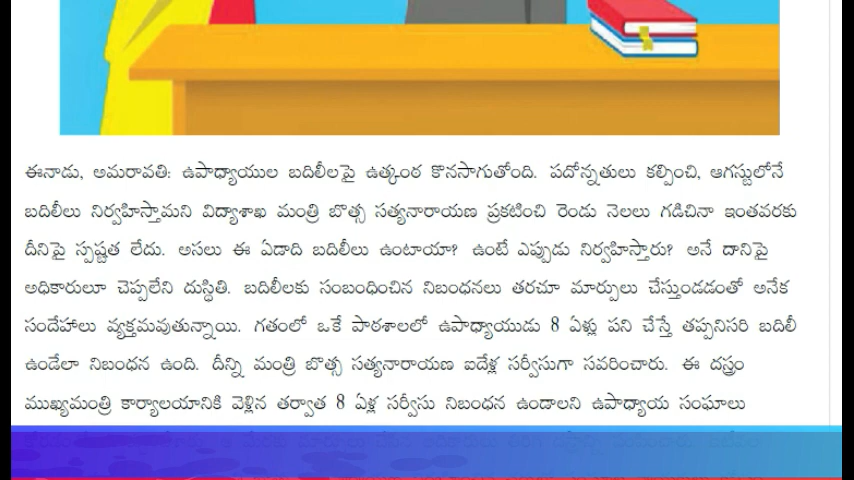 ఈనాడు, అమరావతి: ఉపాధ్యాయుల బదిలీలపై ఉత్కంఠ కొనసాగుతోంది. పదోన్నతులు కల్పించి, ఆగస్టులోనే
బదిలీలు నిర్వహిస్తామని విద్యాశాఖ మంత్రి బొత్స సత్యనారాయణ ప్రకటించి రెండు నెలలు గడిచినా ఇంతవరకు
దీనిపై స్పష్టత లేదు. అసలు ఈ ఏడాది బదిలీలు ఉంటాయా? ఉంటే ఎప్పుడు నిర్వహిస్తారు? అనే దానిపై
అధికారులూ చెప్పలేని దుస్థితి. బదిలీలకు సంబంధించిన నిబంధనలు తరచూ మార్పులు చేస్తుండడంతో అనేక
సందేహాలు వ్యక్తమవుతున్నాయి. గతంలో ఒకే పాఠశాలలో ఉపాధ్యాయుడు 8 ఏళ్లు పని చేస్తే తప్పనిసరి బదిలీ
ఉండేలా నిబంధన ఉంది. దీన్ని మంత్రి బొత్స సత్యనారాయణ ఐదేళ్ల సర్వీసుగా సవరించారు. ఈ దస్త్రం
ముఖ్యమంత్రి కార్యాలయానికి వెళ్లిన తర్వాత 8 ఏళ్ల సర్వీసు నిబంధన ఉండాలని ఉపాధ్యాయ సంఘాలు